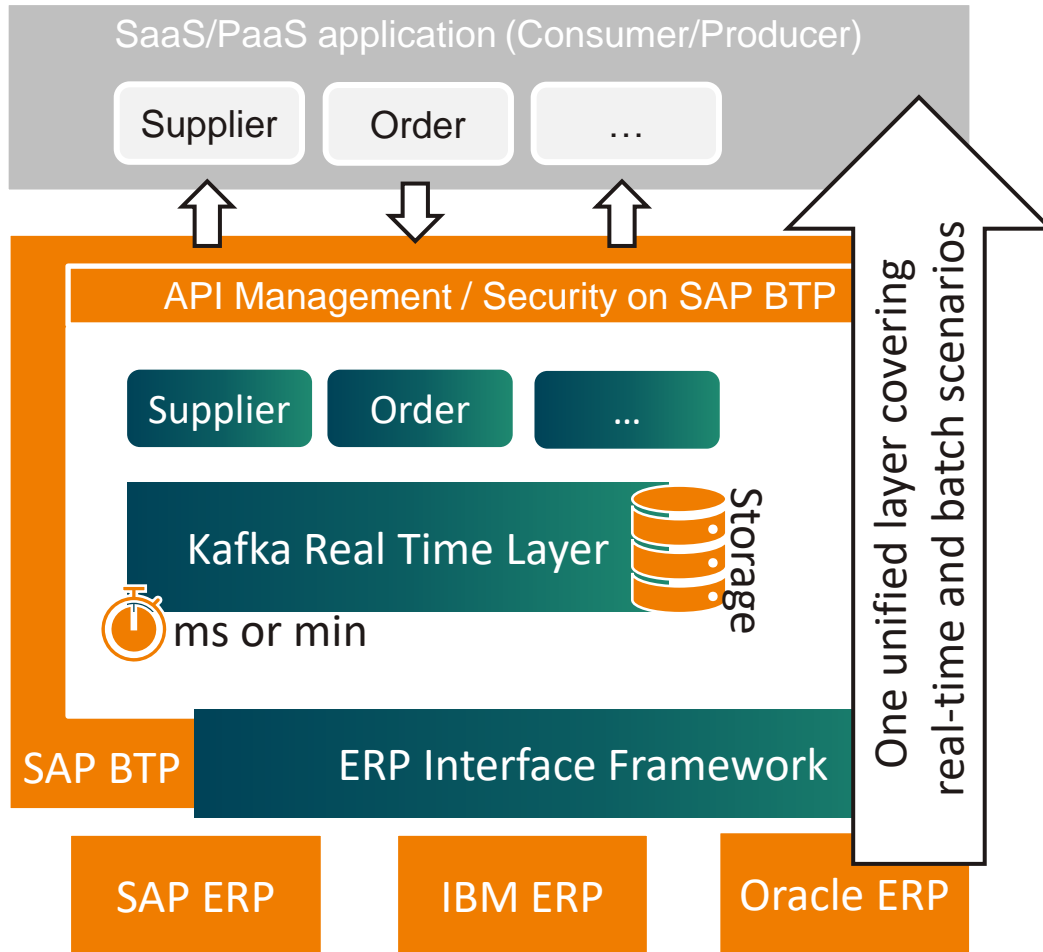 SaaS/PaaS application (Consumer/Producer)
Supplier
Order
…
API Management / Security on SAP BTP
Supplier
Order
...
Kafka Real Time Layer
Storage
ms or min
SAP BTP
ERP Interface Framework
One unified layer covering
real-time and batch scenarios
SAP ERP
IBM ERP
Oracle ERP